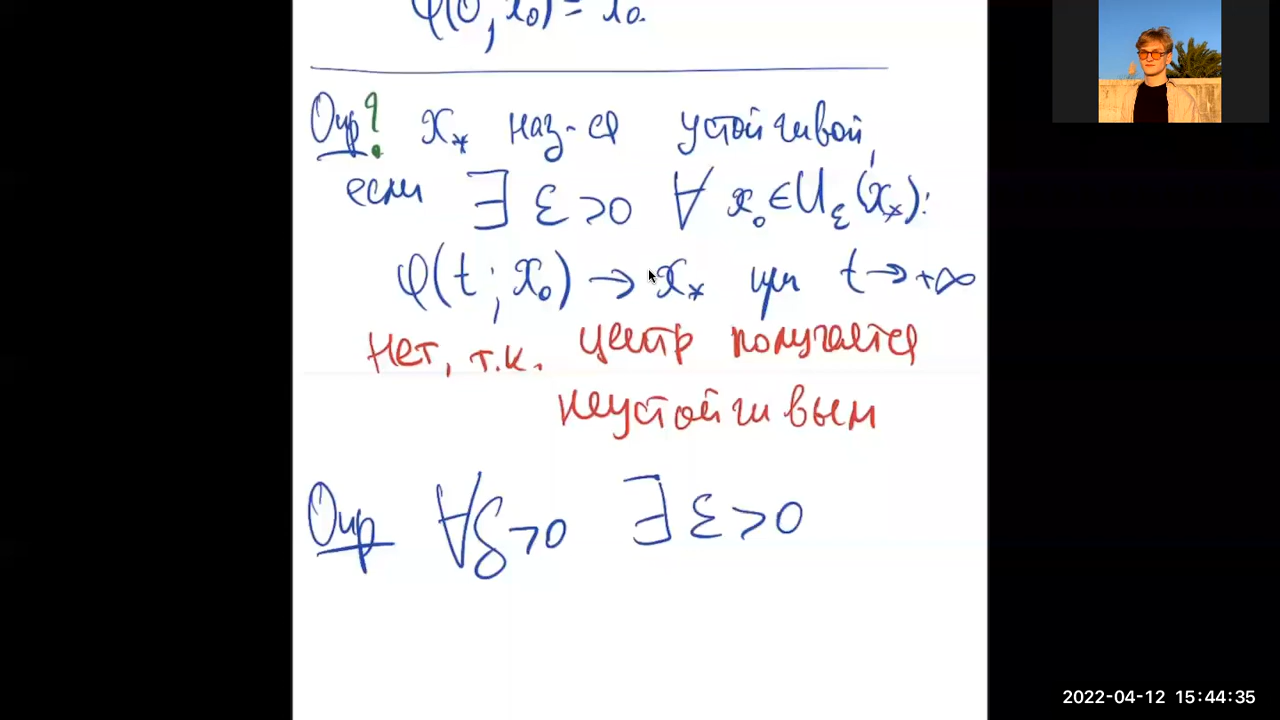 φ(0; x₀) = x₀.
Опр? x* наз-ся устойчивой,
если ∃ ε>0 ∀ x₀∈U_ε(x*):
φ(t; x₀) → x* при t→+∞
Нет, т.к. центр получается
неустойчивым
Опр ∀δ>0 ∃ ε>0
2022-04-12 15:44:35